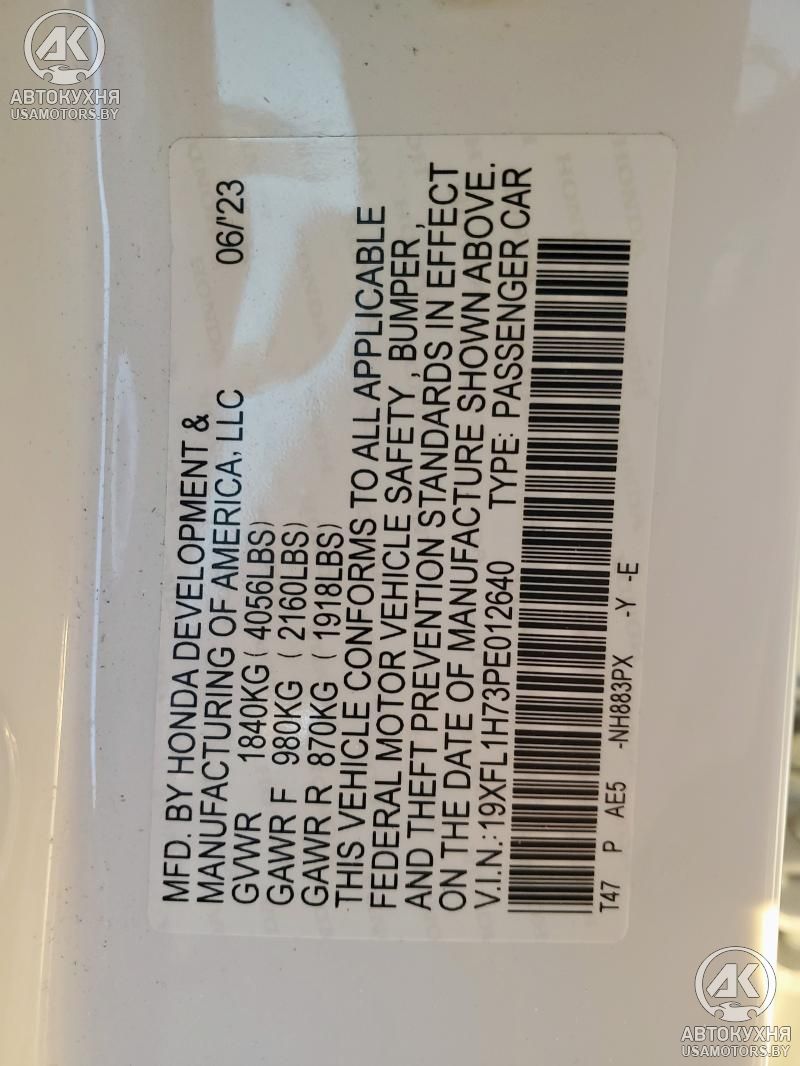 AK
АВТОКУХНЯ
USAMOTORS.BY
MFD. BY HONDA DEVELOPMENT &
MANUFACTURING OF AMERICA, LLC 06/'23
GVWR 1840KG ( 4056LBS)
GAWR F 980KG ( 2160LBS)
GAWR R 870KG ( 1918LBS)
THIS VEHICLE CONFORMS TO ALL APPLICABLE
FEDERAL MOTOR VEHICLE SAFETY , BUMPER ,
AND THEFT PREVENTION STANDARDS IN EFFECT
ON THE DATE OF MANUFACTURE SHOWN ABOVE.
V.I.N.:19XFL1H73PE012640 TYPE: PASSENGER CAR
T47 P AE5 -NH883PX -Y -E
AK
АВТОКУХНЯ
USAMOTORS.BY